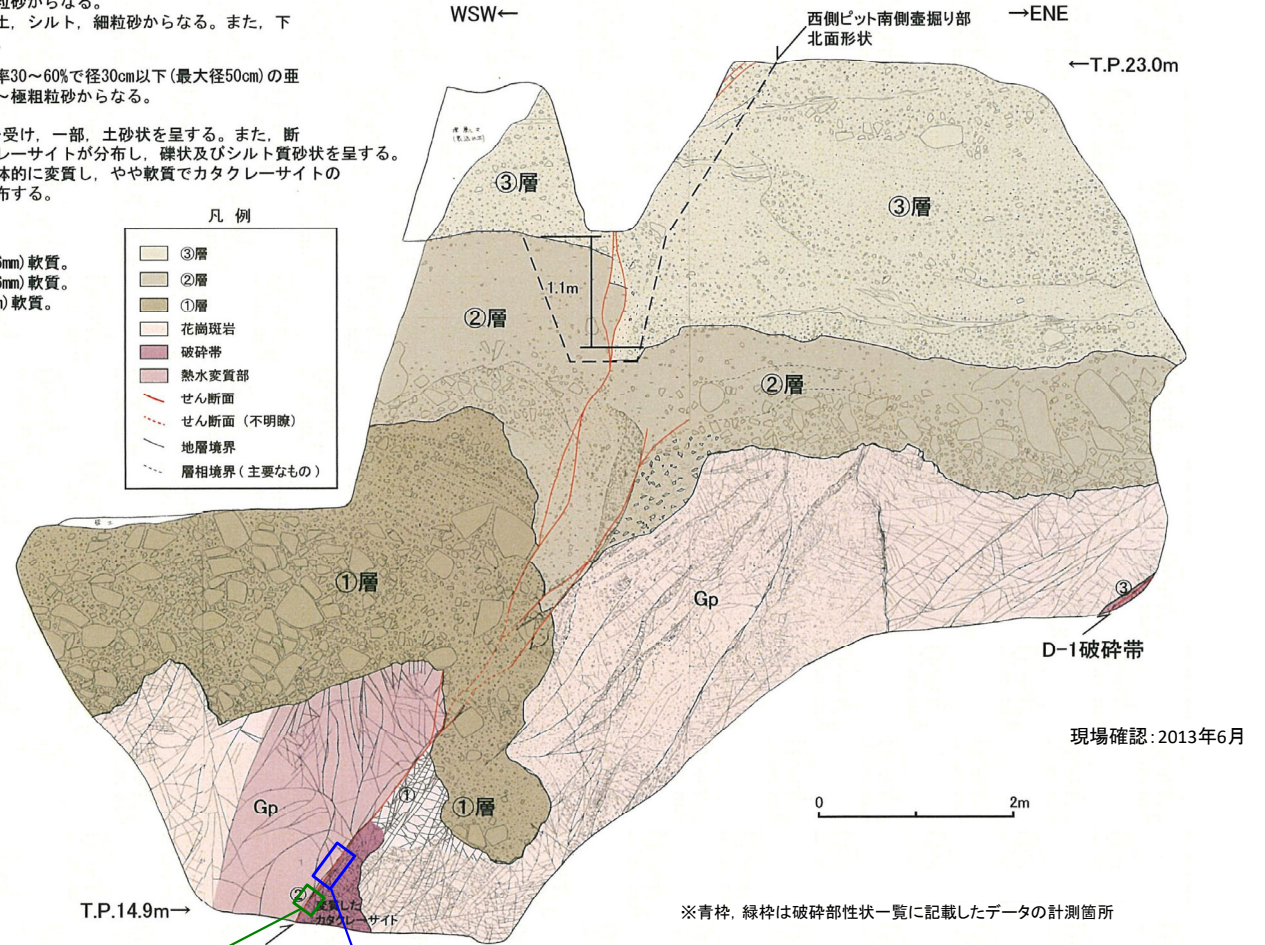 粒砂からなる。
土，シルト，細粒砂からなる。また，下
率30～60%で径30cm以下(最大径50cm)の亜
～極粗粒砂からなる。
を受け，一部，土砂状を呈する。また，断
レーサイトが分布し，礫状及びシルト質砂状を呈する。
体的に変質し，やや軟質でカタクレーサイトの
布する。
mm)軟質。
mm)軟質。
)軟質。
WSW←
→ENE
西側ピット南側壺掘り部
北面形状
←T.P.23.0m
凡 例
③層
②層
①層
花崗斑岩
破砕帯
熱水変質部
せん断面
せん断面（不明瞭）
地層境界
層相境界(主要なもの)
③層
③層
1.1m
②層
②層
①層
Gp
③
D-1破砕帯
現場確認：2013年6月
①
①層
Gp
0 2m
②
変質した
カタクレーサイト
T.P.14.9m→
※青枠，緑枠は破砕部性状一覧に記載したデータの計測箇所